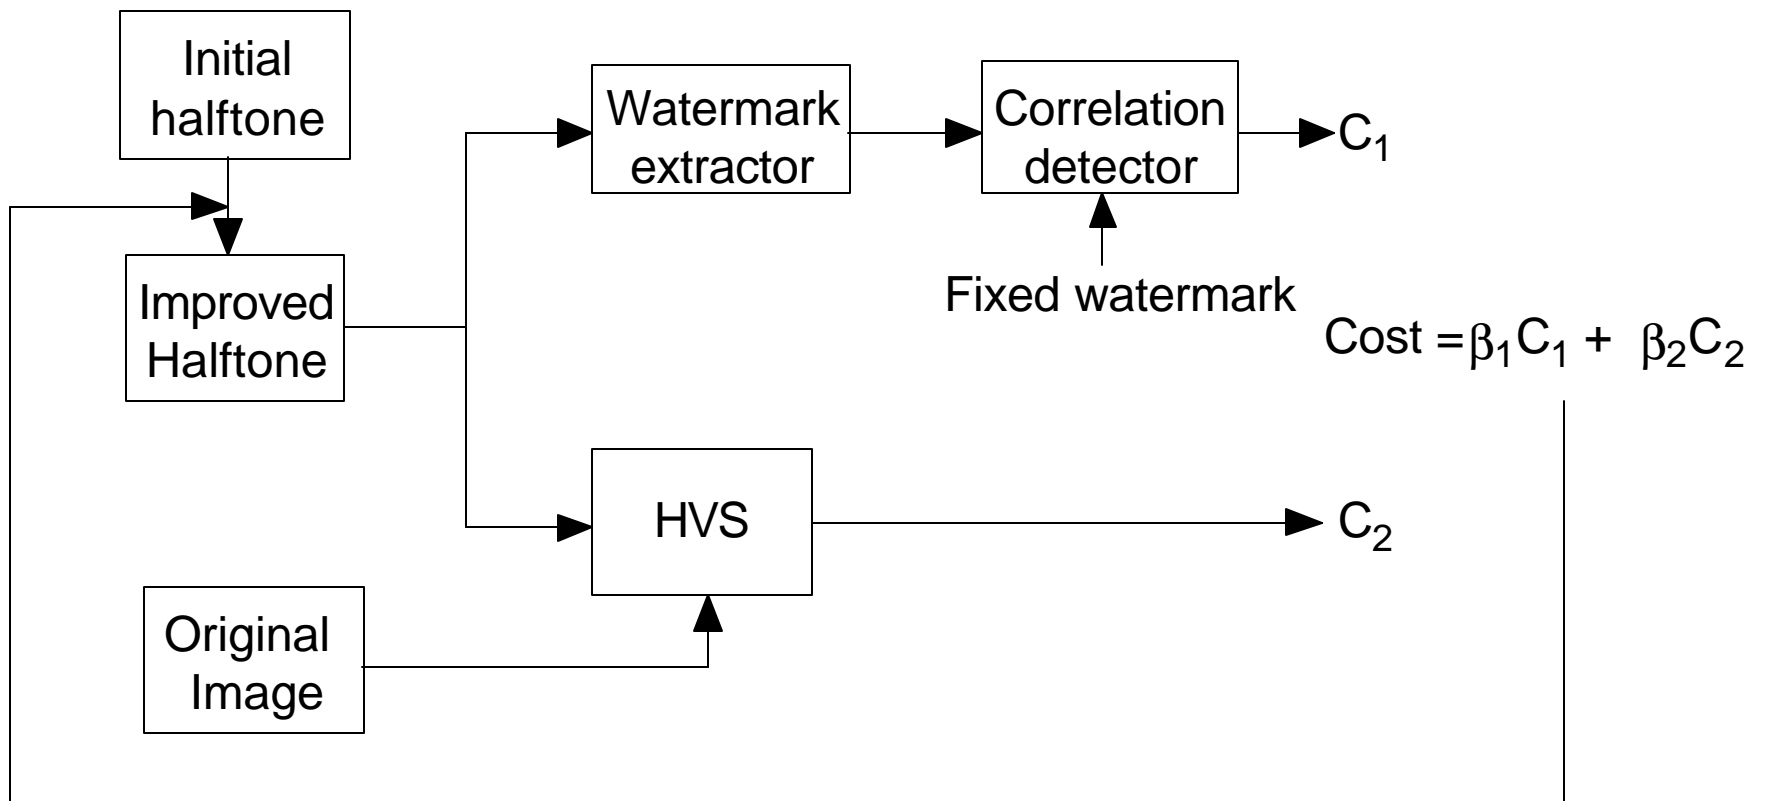 Initial
halftone
Watermark
extractor
Correlation
detector
C₁
Improved
Halftone
Fixed watermark
Cost = β₁C₁ + β₂C₂
HVS
C₂
Original
Image